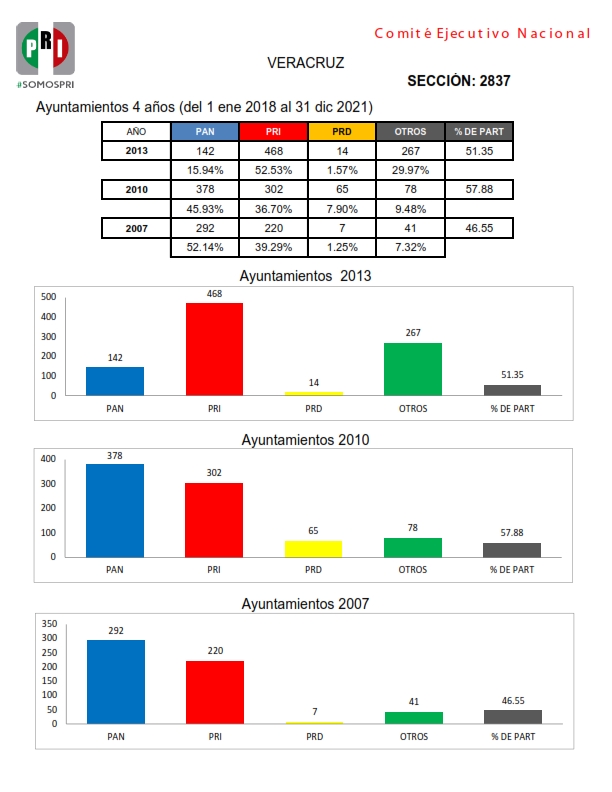 Comité Ejecutivo Nacional
PRI
#SOMOSPRI
VERACRUZ
SECCIÓN: 2837
Ayuntamientos 4 años (del 1 ene 2018 al 31 dic 2021)
AÑO PAN PRI PRD OTROS % DE PART
2013 142 468 14 267 51.35
15.94% 52.53% 1.57% 29.97%
2010 378 302 65 78 57.88
45.93% 36.70% 7.90% 9.48%
2007 292 220 7 41 46.55
52.14% 39.29% 1.25% 7.32%
Ayuntamientos 2013
500
400
300
200
100
0
142
468
14
267
51.35
PAN PRI PRD OTROS % DE PART
Ayuntamientos 2010
400
300
200
100
0
378
302
65
78
57.88
PAN PRI PRD OTROS % DE PART
Ayuntamientos 2007
350
300
250
200
150
100
50
0
292
220
7
41
46.55
PAN PRI PRD OTROS % DE PART